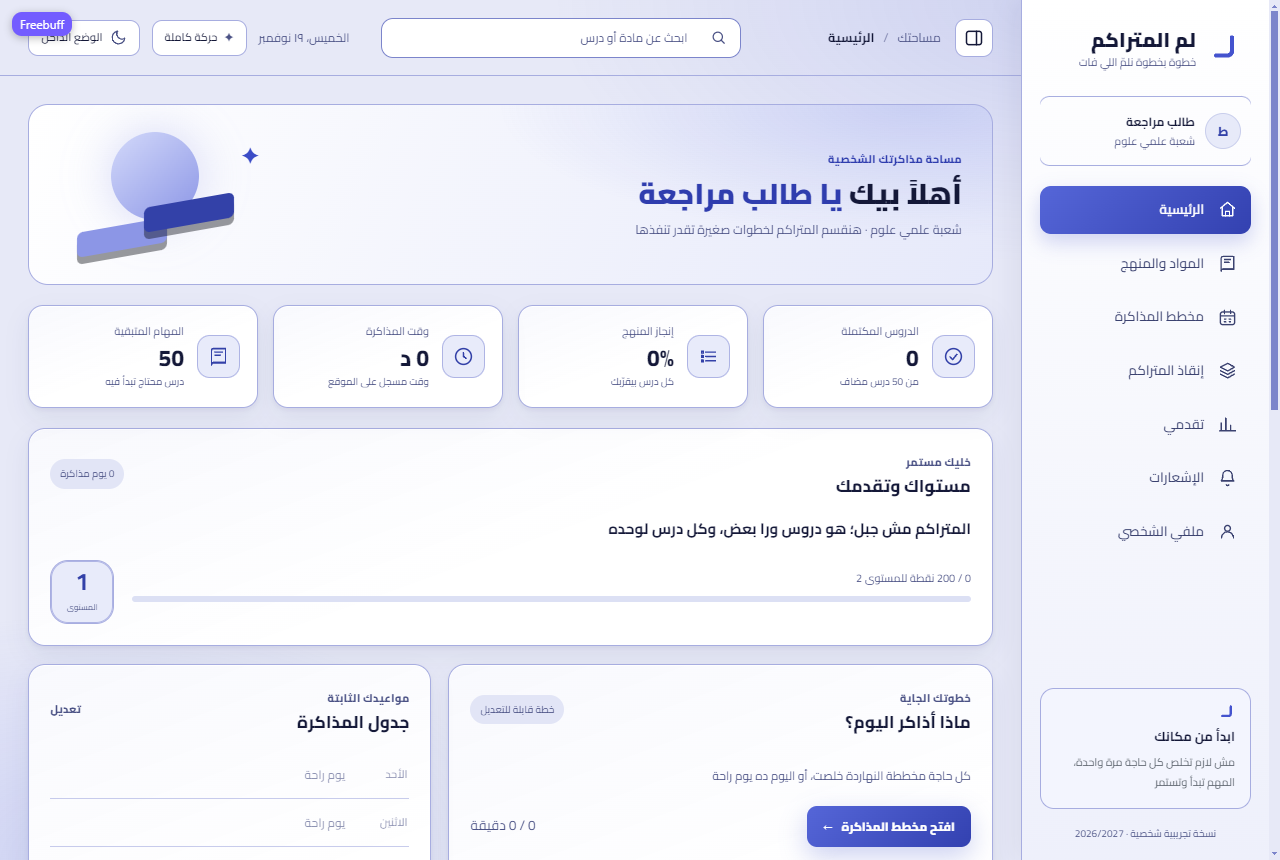 لم المتراكم
خطوة بخطوة نلمّ اللي فات
ط
طالب مراجعة
شعبة علمي علوم
الرئيسية
المواد والمنهج
مخطط المذاكرة
إنقاذ المتراكم
تقدمي
الإشعارات
ملفي الشخصي
ابدأ من مكانك
مش لازم تخلص كل حاجة مرة واحدة،
المهم تبدأ وتستمر
نسخة تجريبية شخصية · 2026/2027
مساحتك / الرئيسية
ابحث عن مادة أو درس
الخميس، ١٩ نوفمبر
حركة كاملة
الوضع الداكن
Freebuff
مساحة مذاكرتك الشخصية
أهلاً بيك يا طالب مراجعة
شعبة علمي علوم · هنقسم المتراكم لخطوات صغيرة تقدر تنفذها
الدروس المكتملة
0
من 50 درس مضاف
إنجاز المنهج
0%
كل درس بيقرّبك
وقت المذاكرة
0 د
وقت مسجل على الموقع
المهام المتبقية
50
درس محتاج تبدأ فيه
خليك مستمر
مستواك وتقدمك
0 يوم مذاكرة
المتراكم مش جبل؛ هو دروس ورا بعض، وكل درس لوحده
0 / 200 نقطة للمستوى 2
1
المستوى
خطوتك الجاية
ماذا أذاكر اليوم؟
خطة قابلة للتعديل
كل حاجة مخططة النهاردة خلصت، أو اليوم ده يوم راحة
افتح مخطط المذاكرة ←
0 / 0 دقيقة
مواعيدك الثابتة
جدول المذاكرة
تعديل
الأحد يوم راحة
الاثنين يوم راحة